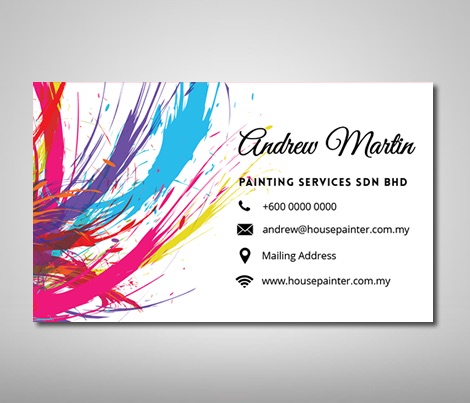 Andrew Martin
PAINTING SERVICES SDN BHD
+600 0000 0000
andrew@housepainter.com.my
Mailing Address
www.housepainter.com.my